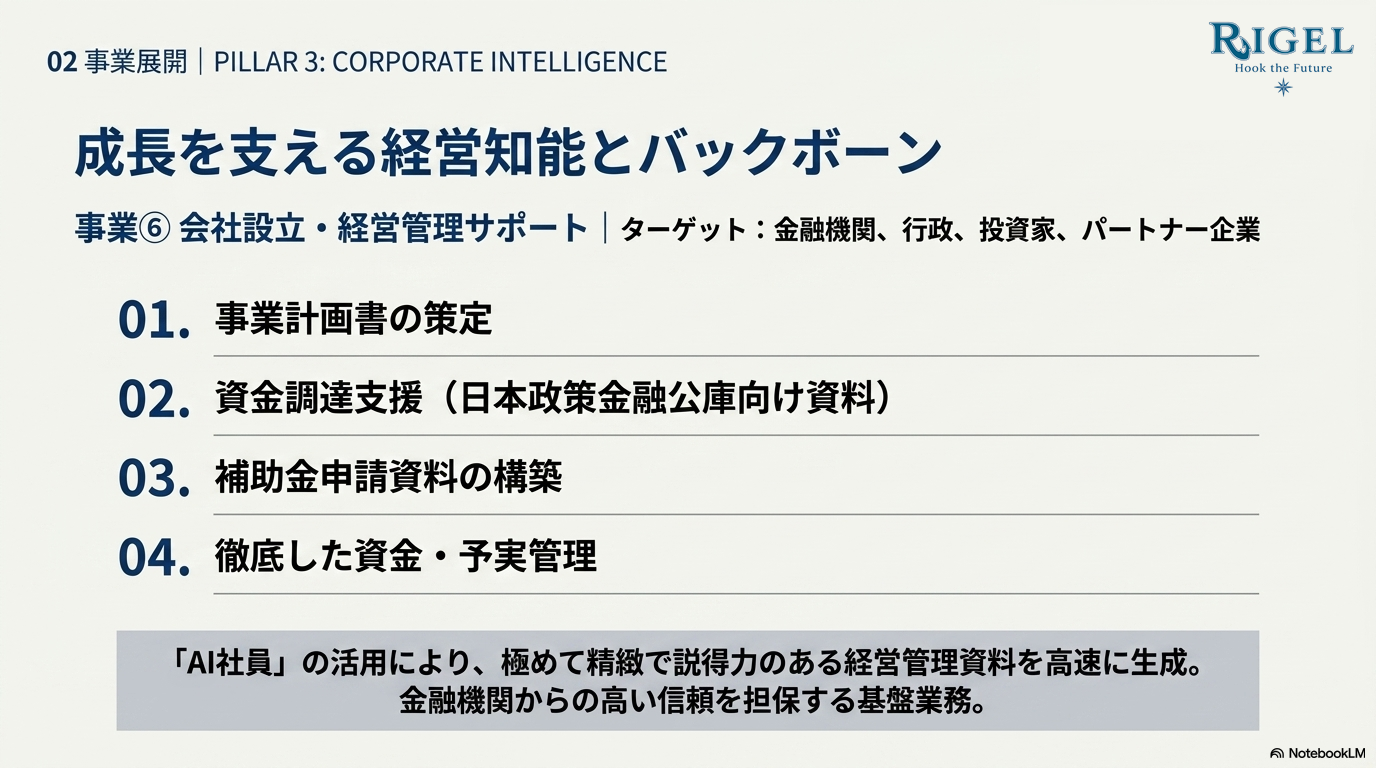 02 事業展開｜PILLAR 3: CORPORATE INTELLIGENCE
RIGEL
Hook the Future
成長を支える経営知能とバックボーン
事業⑥ 会社設立・経営管理サポート｜ターゲット：金融機関、行政、投資家、パートナー企業
01. 事業計画書の策定
02. 資金調達支援（日本政策金融公庫向け資料）
03. 補助金申請資料の構築
04. 徹底した資金・予実管理
「AI社員」の活用により、極めて精緻で説得力のある経営管理資料を高速に生成。
金融機関からの高い信頼を担保する基盤業務。
NotebookLM